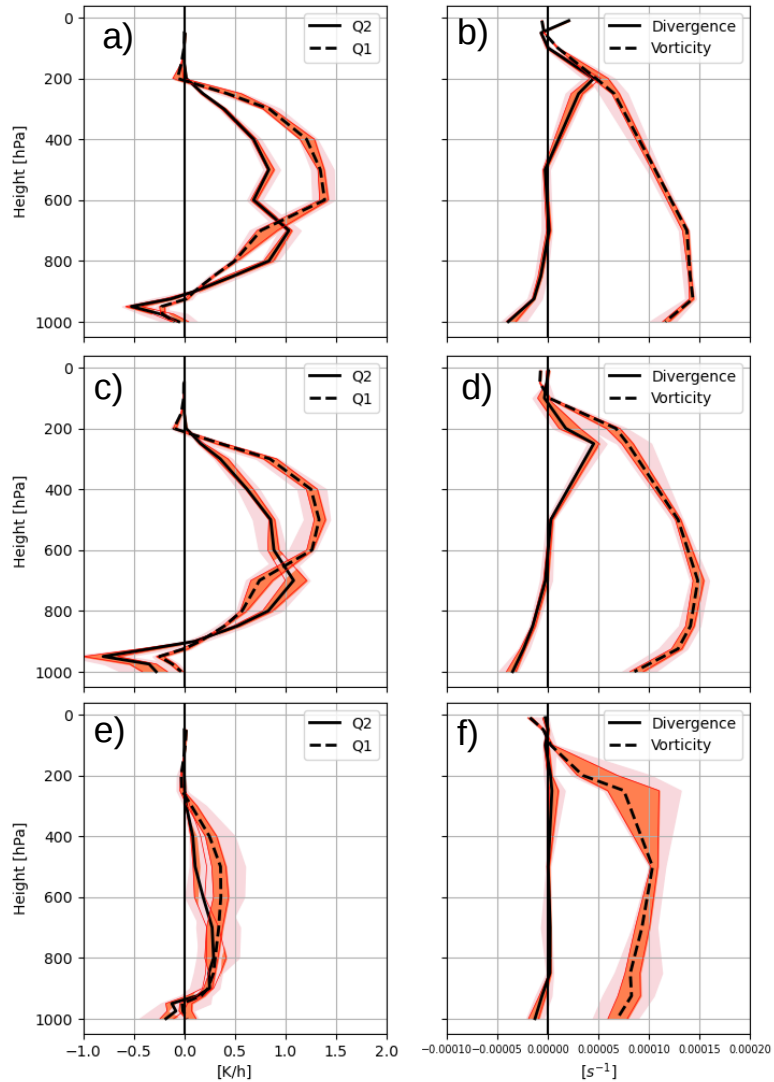 a)
Q2
Q1
0
200
400
600
800
1000
Height [hPa]
b)
Divergence
Vorticity
c)
Q2
Q1
0
200
400
600
800
1000
Height [hPa]
d)
Divergence
Vorticity
e)
Q2
Q1
0
200
400
600
800
1000
Height [hPa]
−1.0 −0.5 0.0 0.5 1.0 1.5 2.0
[K/h]
f)
Divergence
Vorticity
−0.00010 −0.00005 0.00000 0.00005 0.00010 0.00015 0.00020
[s⁻¹]